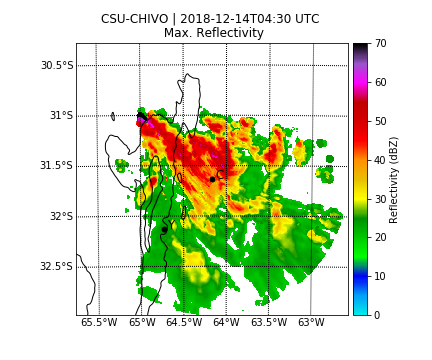 CSU-CHIVO | 2018-12-14T04:30 UTC
Max. Reflectivity
30.5°S
31°S
31.5°S
32°S
32.5°S
65.5°W 65°W 64.5°W 64°W 63.5°W 63°W
70
60
50
40
30
20
10
0
Reflectivity (dBZ)